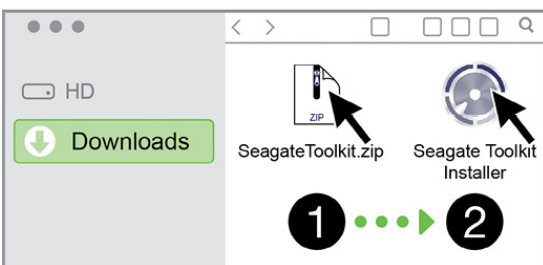 HD
Downloads
ZIP
SeagateToolkit.zip
Seagate Toolkit
Installer
1
2